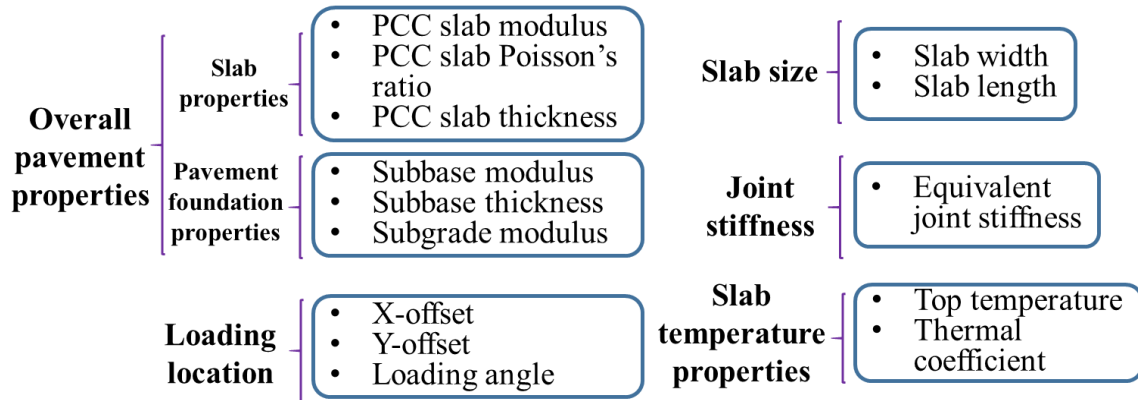 Overall
pavement
properties
Slab
properties
• PCC slab modulus
• PCC slab Poisson’s
ratio
• PCC slab thickness
Pavement
foundation
properties
• Subbase modulus
• Subbase thickness
• Subgrade modulus
Loading
location
• X-offset
• Y-offset
• Loading angle
Slab size
• Slab width
• Slab length
Joint
stiffness
• Equivalent
joint stiffness
Slab
temperature
properties
• Top temperature
• Thermal
coefficient